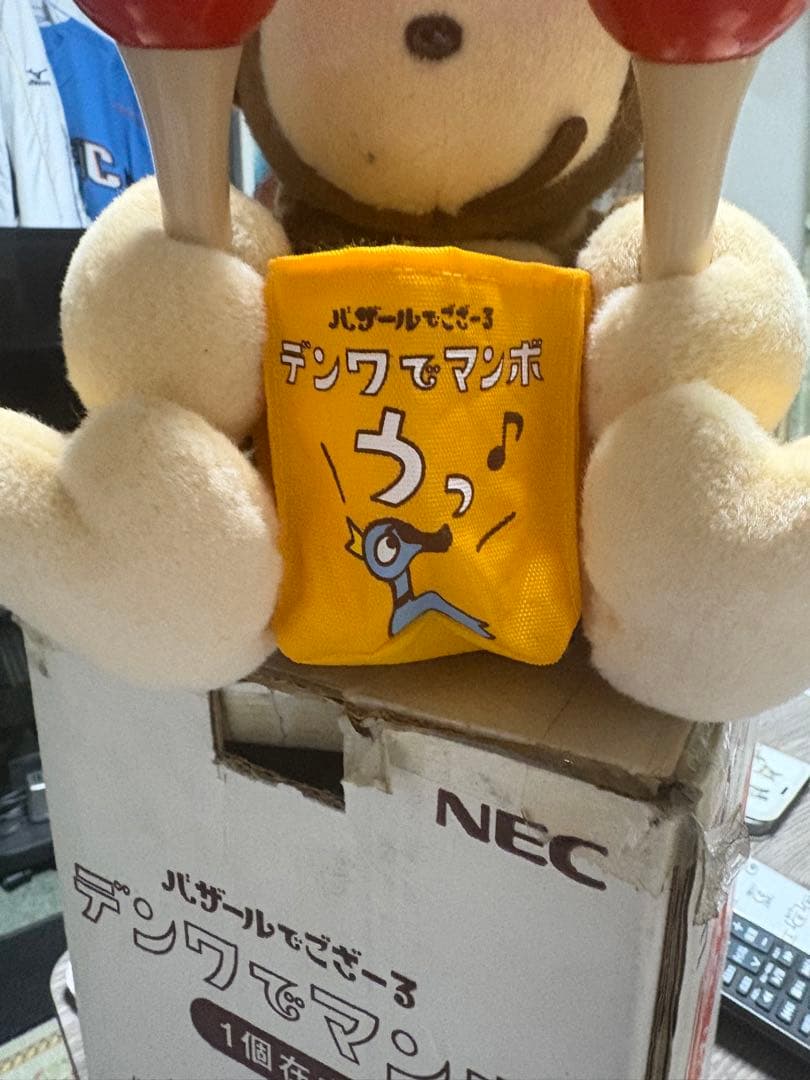 バザールでござーる
デンワでマンボ
うっ
NEC
バザールでござーる
デンワでマン
1個在